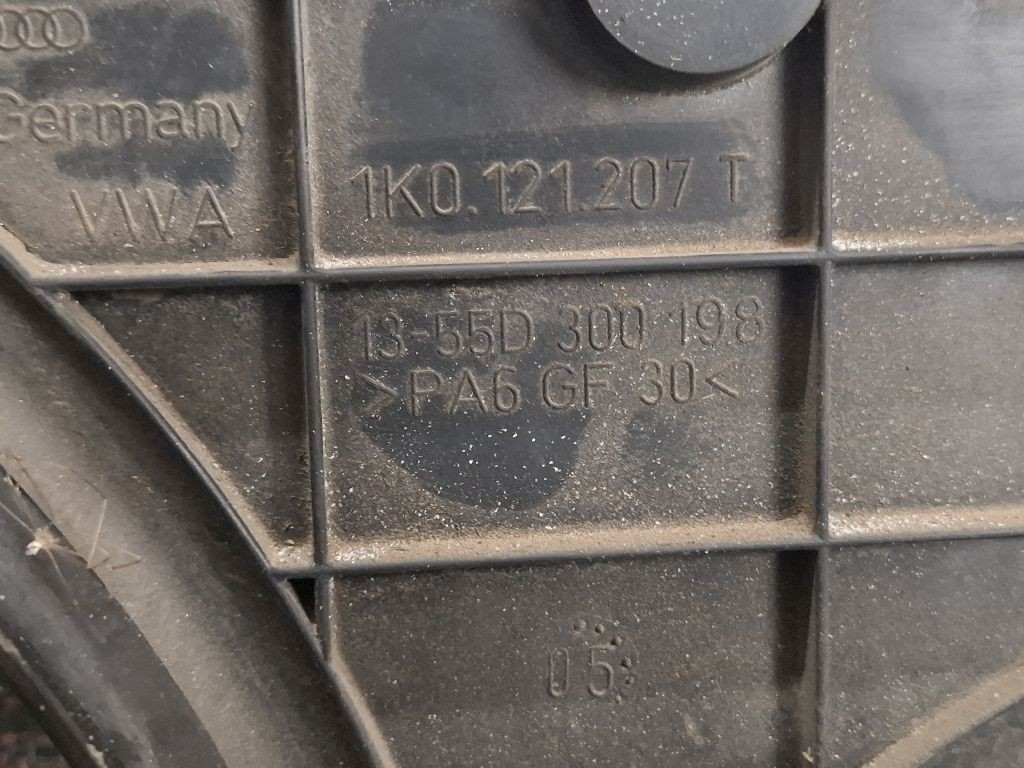 Germany
VWA
1K0.121.207 T
13-55D 300 198
>PA6 GF 30<
05